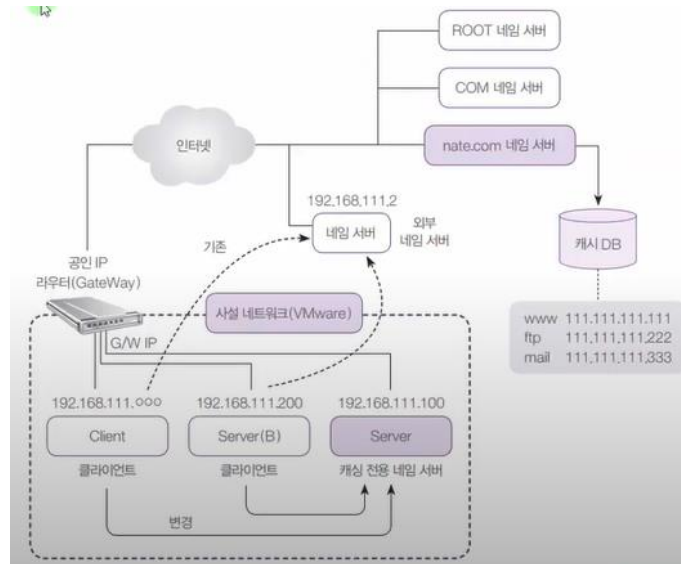 ROOT 네임 서버
COM 네임 서버
인터넷
nate.com 네임 서버
192.168.111.2
네임 서버
외부
네임 서버
기존
캐시 DB
공인 IP
라우터(GateWay)
사설 네트워크(VMware)
www 111.111.111.111
ftp 111.111.111.222
mail 111.111.111.333
G/W IP
192.168.111.○○○
192.168.111.200
192.168.111.100
Client
Server(B)
Server
클라이언트
클라이언트
캐싱 전용 네임 서버
변경